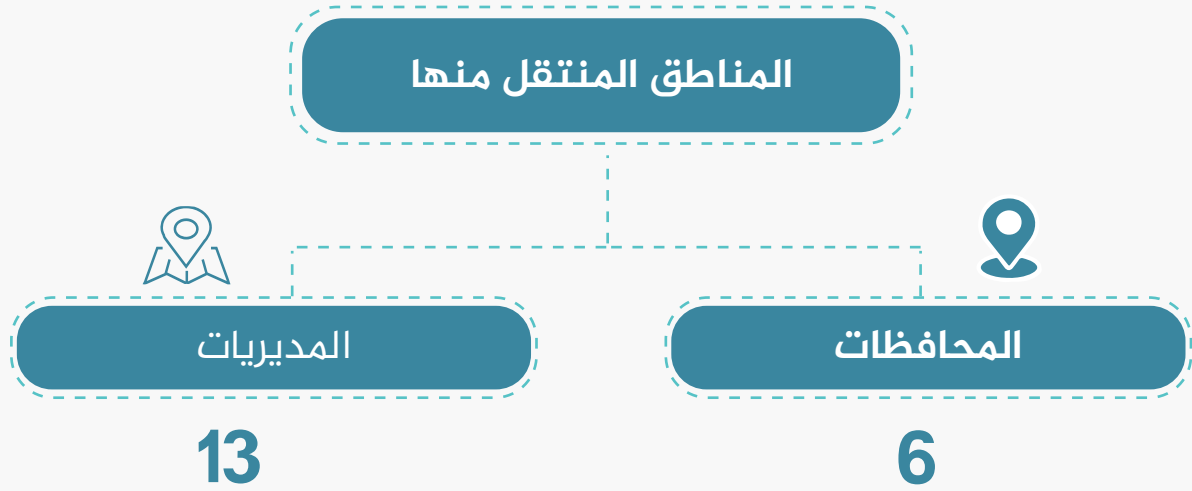 المناطق المنتقل منها
المحافظات
المديريات
6
13